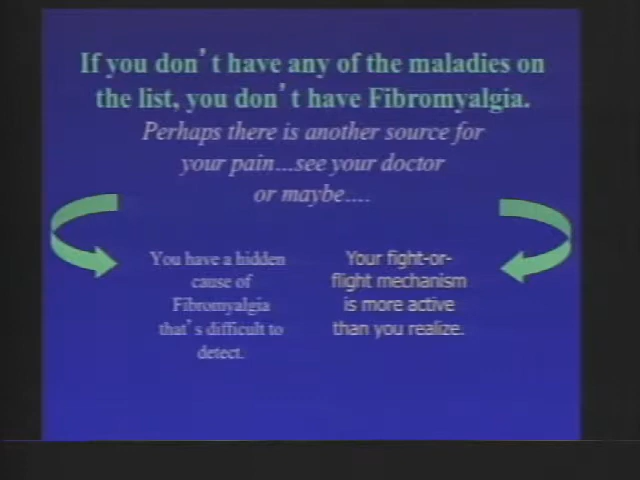 If you don't have any of the maladies on
the list, you don't have Fibromyalgia.
Perhaps there is another source for
your pain...see your doctor
or maybe....
You have a hidden
cause of
Fibromyalgia
that's difficult to
detect.
Your fight-or-
flight mechanism
is more active
than you realize.